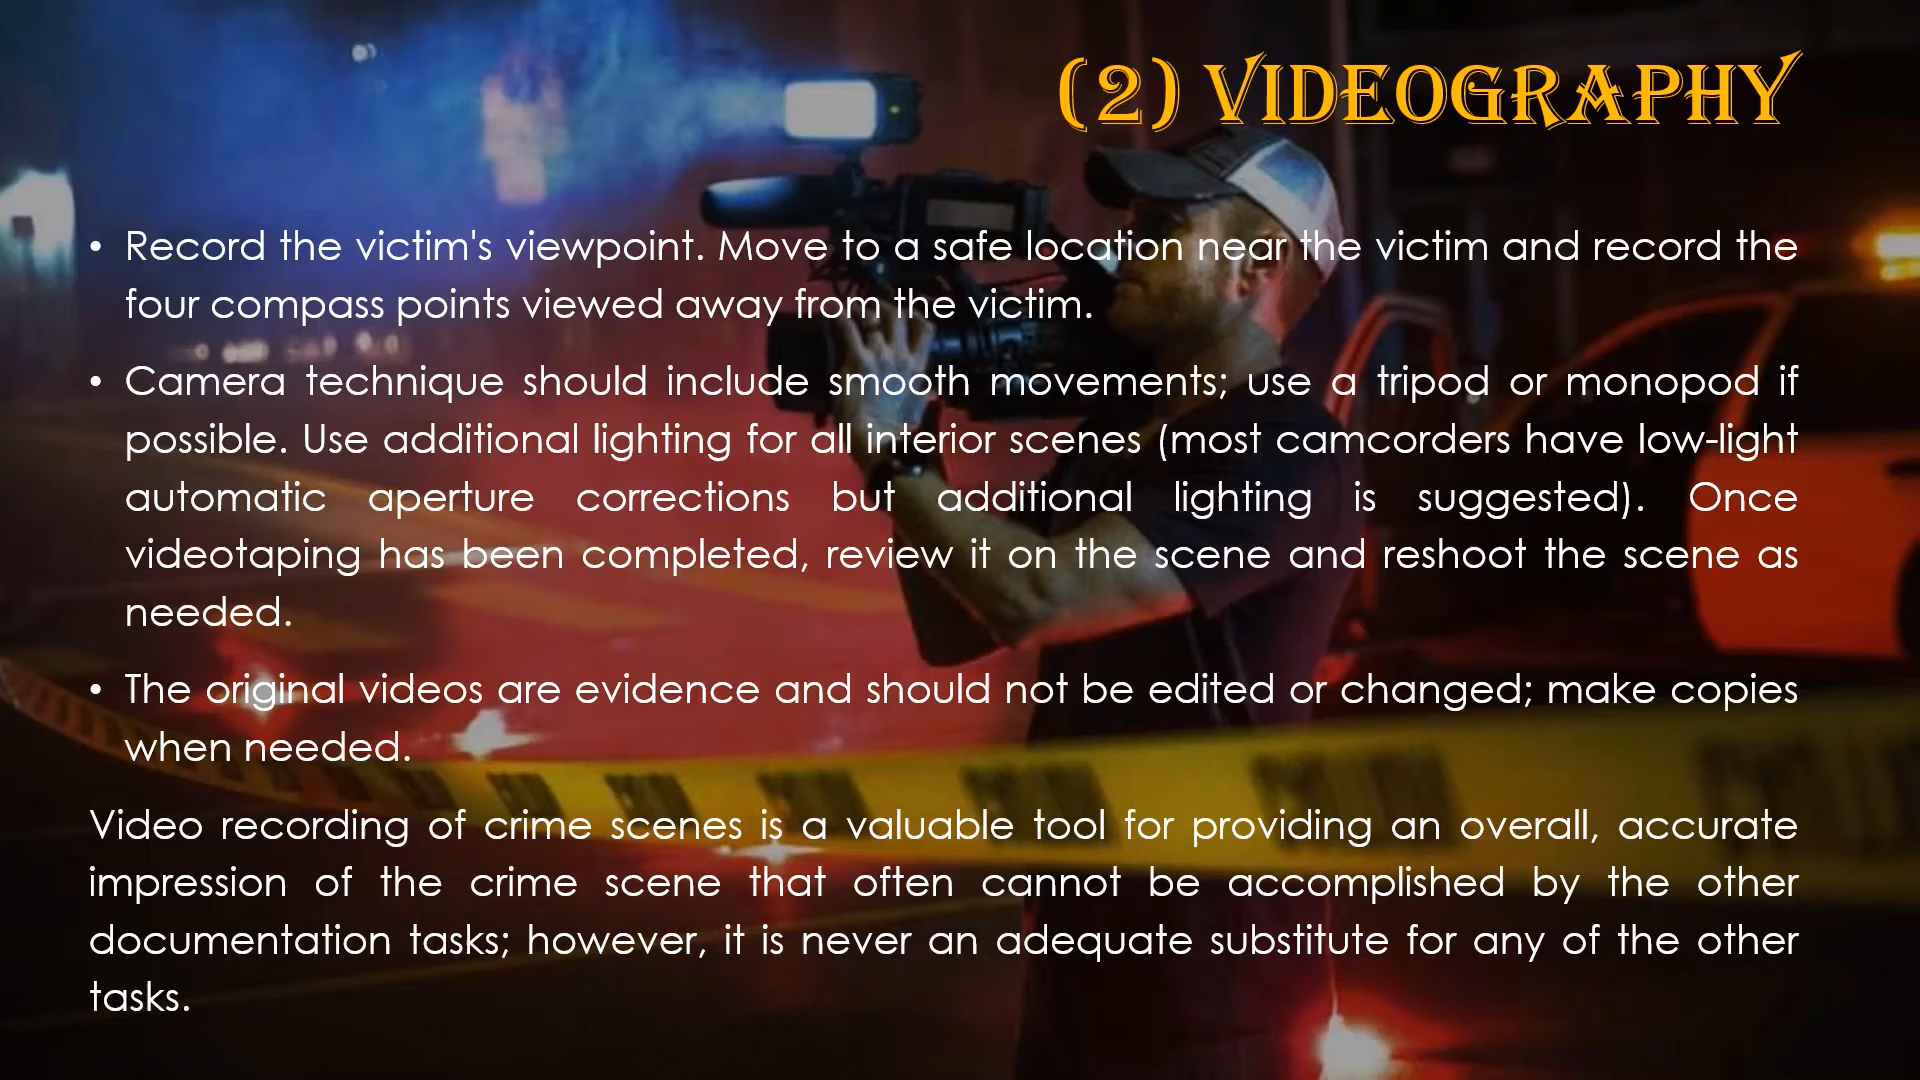 (2) VIDEOGRAPHY
• Record the victim's viewpoint. Move to a safe location near the victim and record the
four compass points viewed away from the victim.
• Camera technique should include smooth movements; use a tripod or monopod if
possible. Use additional lighting for all interior scenes (most camcorders have low-light
automatic aperture corrections but additional lighting is suggested). Once
videotaping has been completed, review it on the scene and reshoot the scene as
needed.
• The original videos are evidence and should not be edited or changed; make copies
when needed.
Video recording of crime scenes is a valuable tool for providing an overall, accurate
impression of the crime scene that often cannot be accomplished by the other
documentation tasks; however, it is never an adequate substitute for any of the other
tasks.